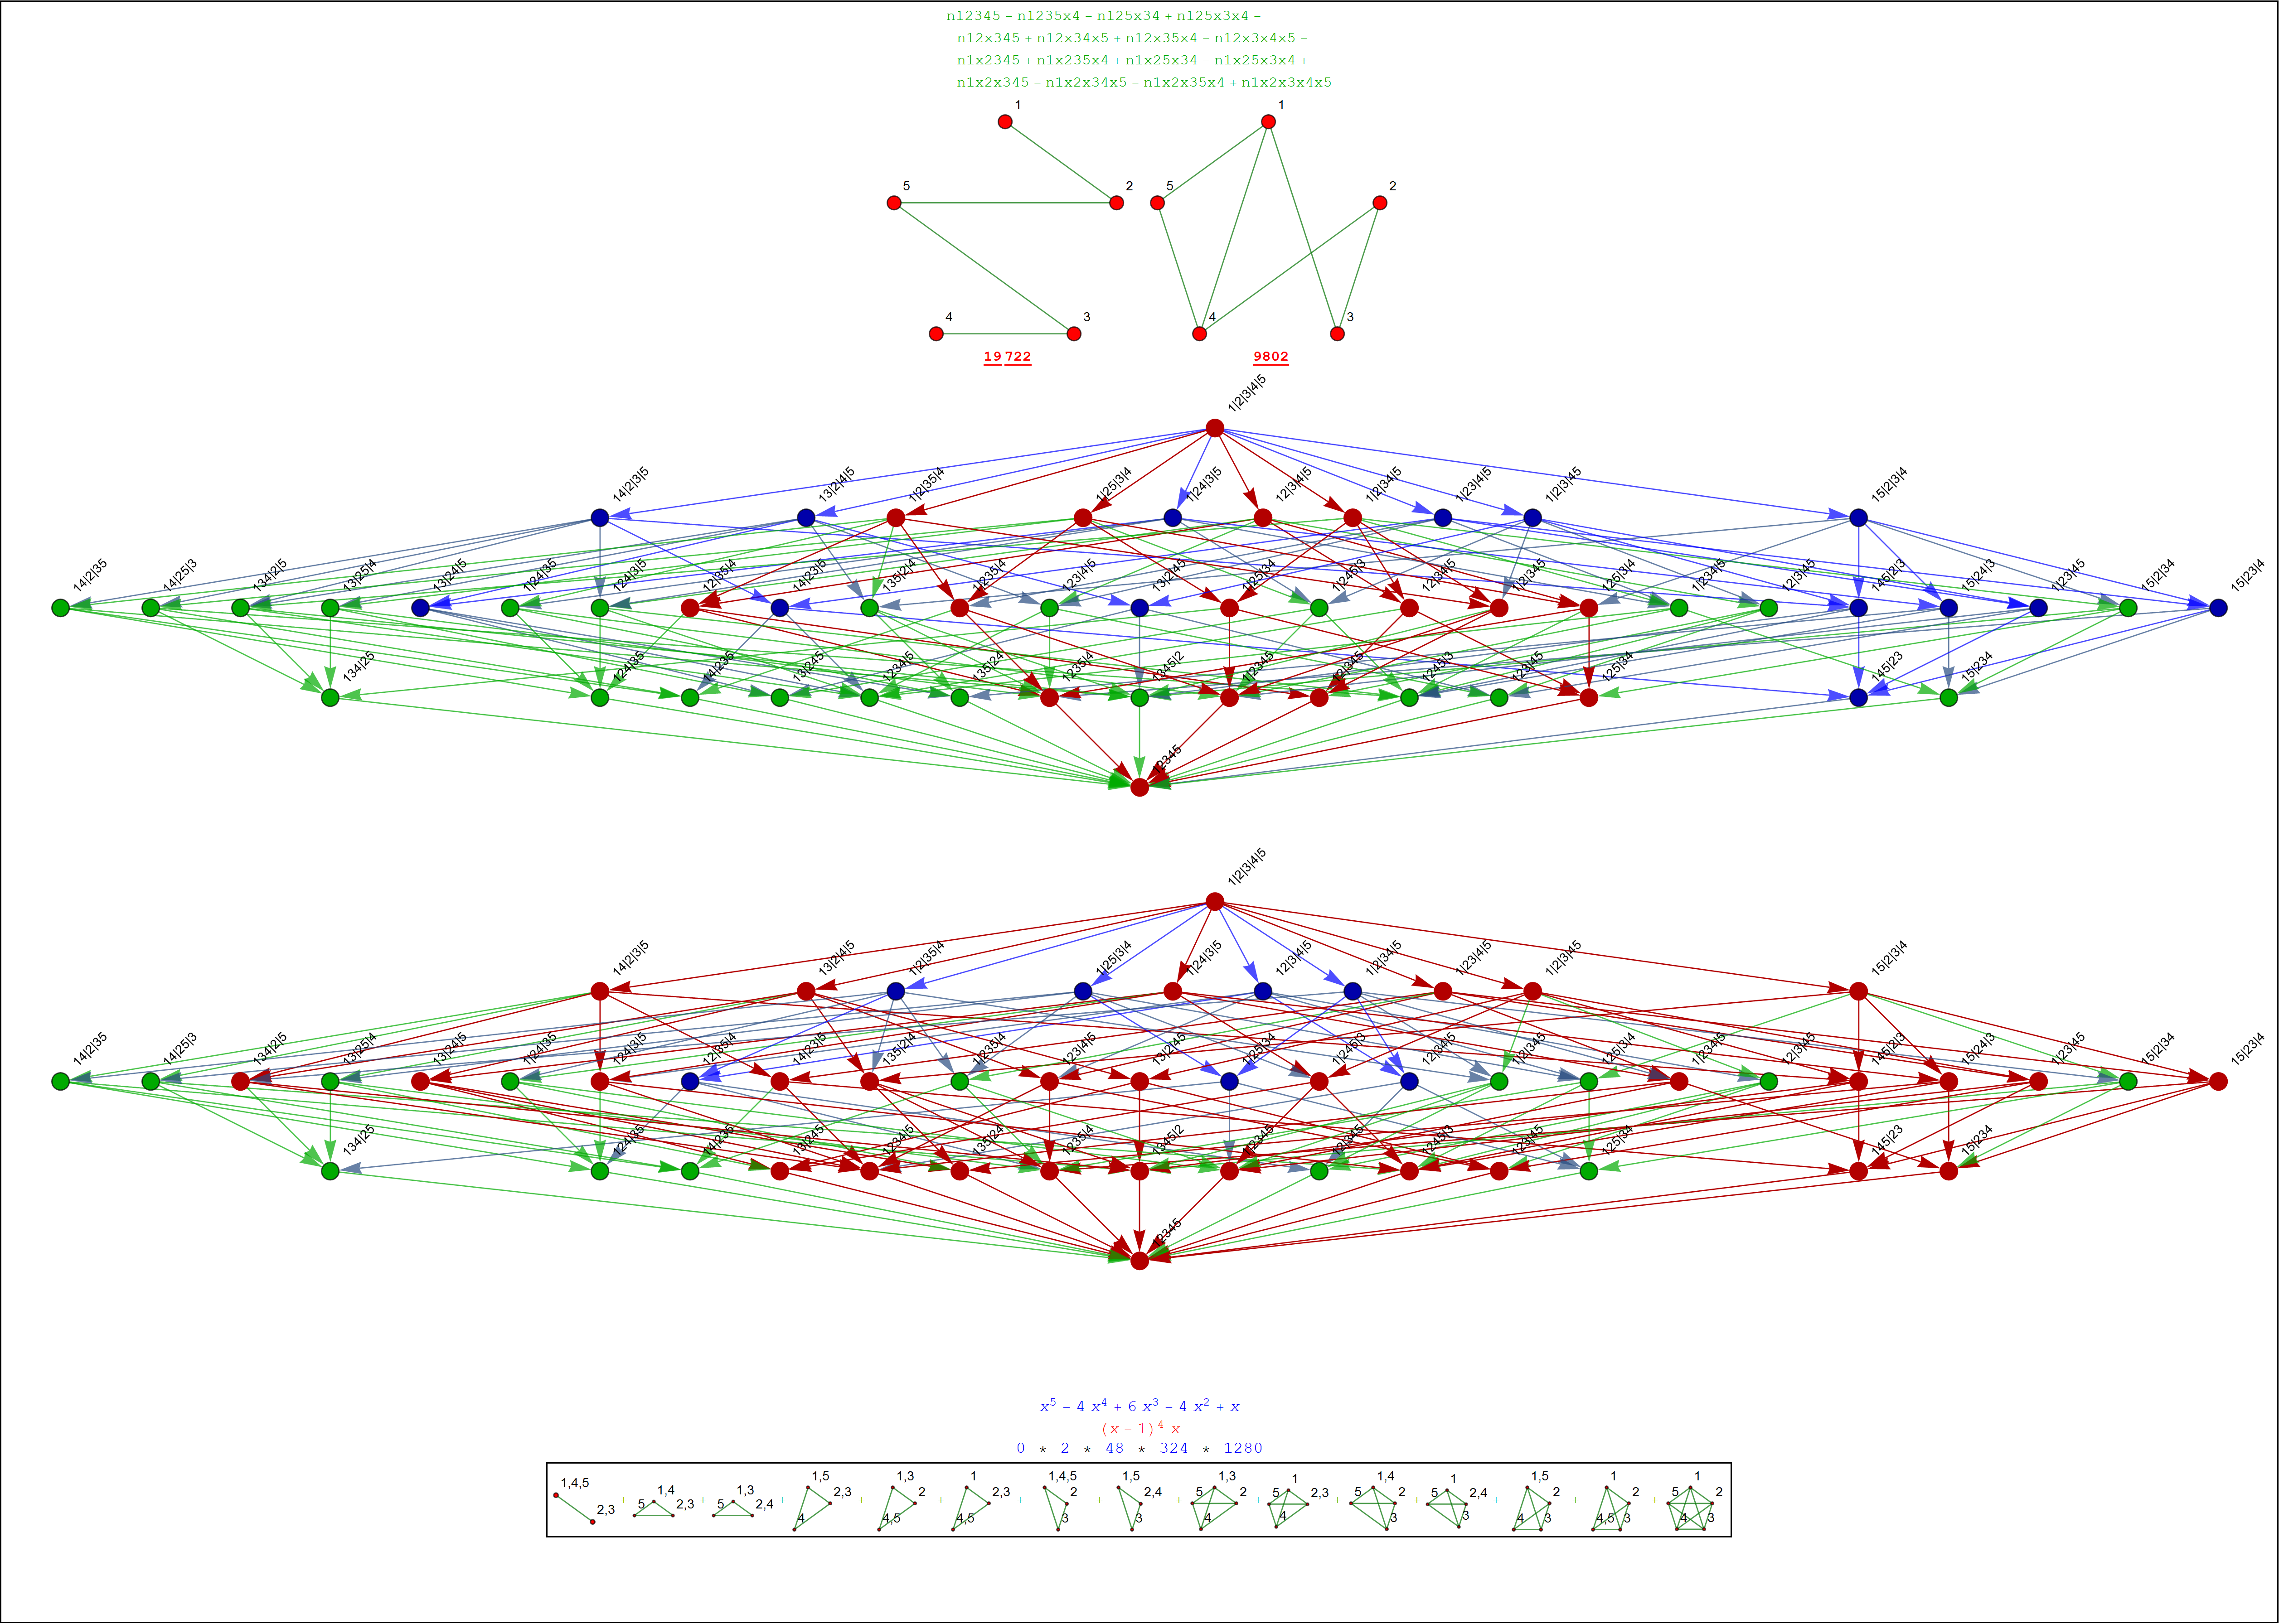 n12345 − n1235x4 − n125x34 + n125x3x4 −
n12x345 + n12x34x5 + n12x35x4 − n12x3x4x5 −
n1x2345 + n1x235x4 + n1x25x34 − n1x25x3x4 +
n1x2x345 − n1x2x34x5 − n1x2x35x4 + n1x2x3x4x5
1 1
5 2 5 2
4 3 4 3
19 722 9802
1|2|3|4|5
14|2|3|5 13|2|4|5 1|2|35|4 1|25|3|4 1|24|3|5 12|3|4|5 1|2|34|5 1|23|4|5 1|2|3|45 15|2|3|4
14|2|35 14|25|3 134|2|5 13|25|4 13|24|5 1|24|35 124|3|5 12|35|4 14|23|5 135|2|4 1|235|4 123|4|5 13|2|45 1|25|34 1|245|3 12|34|5 1|2|345 125|3|4 1|234|5 12|3|45 145|2|3 15|24|3 1|23|45 15|2|34 15|23|4
134|25 124|35 14|235 13|245 1234|5 135|24 1235|4 1345|2 1|2345 12|345 1245|3 123|45 125|34 145|23 15|234
12345
1|2|3|4|5
14|2|3|5 13|2|4|5 1|2|35|4 1|25|3|4 1|24|3|5 12|3|4|5 1|2|34|5 1|23|4|5 1|2|3|45 15|2|3|4
14|2|35 14|25|3 134|2|5 13|25|4 13|24|5 1|24|35 124|3|5 12|35|4 14|23|5 135|2|4 1|235|4 123|4|5 13|2|45 1|25|34 1|245|3 12|34|5 1|2|345 125|3|4 1|234|5 12|3|45 145|2|3 15|24|3 1|23|45 15|2|34 15|23|4
134|25 124|35 14|235 13|245 1234|5 135|24 1235|4 1345|2 1|2345 12|345 1245|3 123|45 125|34 145|23 15|234
12345
x⁵ − 4 x⁴ + 6 x³ − 4 x² + x
(x − 1)⁴ x
0 * 2 * 48 * 324 * 1280
1,4,5 2,3 + 1,4 5 2,3 + 1,3 5 2,4 + 1,5 2,3 4 + 1,3 2 4,5 + 1 2,3 4,5 + 1,4,5 2 3 + 1,5 2,4 3 + 1,3 5 2 4 + 1 5 2,3 4 + 1,4 5 2 3 + 1 5 2,4 3 + 1,5 2 4 3 + 1 2 4,5 3 + 1 5 2 4 3